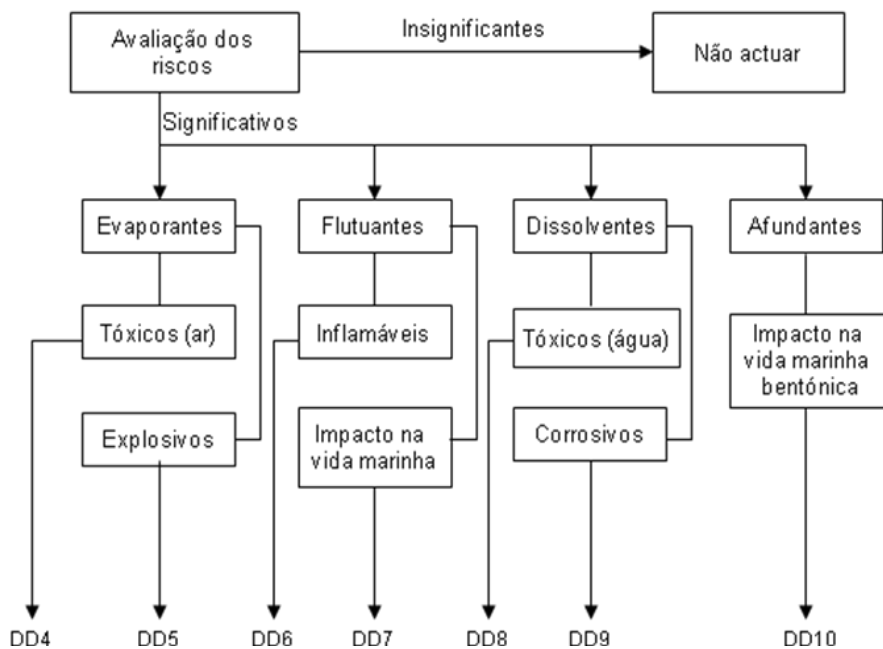 Avaliação dos
riscos
Insignificantes
Não actuar
Significativos
Evaporantes
Flutuantes
Dissolventes
Afundantes
Tóxicos (ar)
Inflamáveis
Tóxicos (água)
Impacto na
vida marinha
bentónica
Explosivos
Impacto na
vida marinha
Corrosivos
DD4
DD5
DD6
DD7
DD8
DD9
DD10